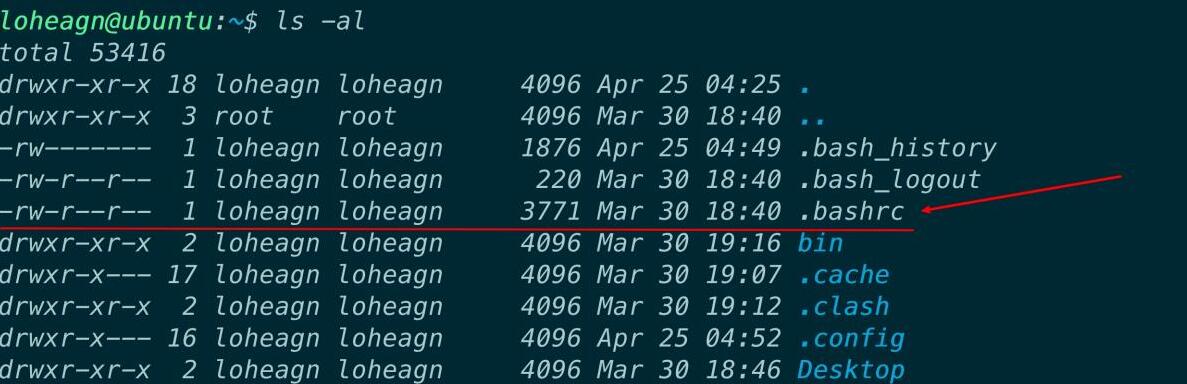 loheagn@ubuntu:~$ ls -al
total 53416
drwxr-xr-x 18 loheagn loheagn 4096 Apr 25 04:25 .
drwxr-xr-x 3 root root 4096 Mar 30 18:40 ..
-rw------- 1 loheagn loheagn 1876 Apr 25 04:49 .bash_history
-rw-r--r-- 1 loheagn loheagn 220 Mar 30 18:40 .bash_logout
-rw-r--r-- 1 loheagn loheagn 3771 Mar 30 18:40 .bashrc
drwxr-xr-x 2 loheagn loheagn 4096 Mar 30 19:16 bin
drwxr-x--- 17 loheagn loheagn 4096 Mar 30 19:07 .cache
drwxr-xr-x 2 loheagn loheagn 4096 Mar 30 19:12 .clash
drwxr-x--- 16 loheagn loheagn 4096 Apr 25 04:52 .config
drwxr-xr-x 2 loheagn loheagn 4096 Mar 30 18:46 Desktop